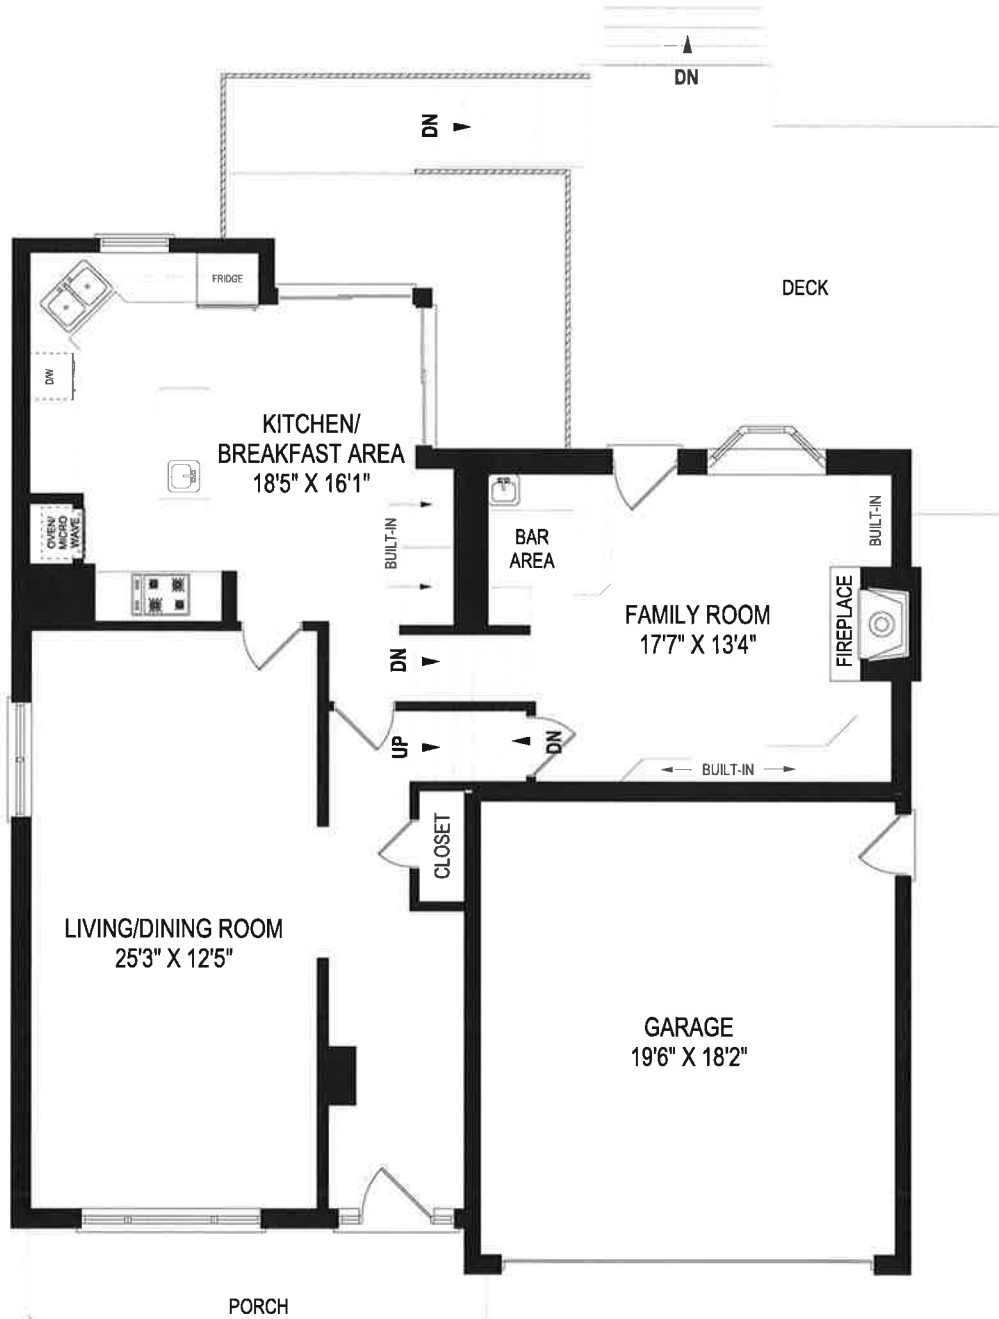 DN
DN
FRIDGE
DECK
D/W
KITCHEN/
BREAKFAST AREA
18'5" X 16'1"
OVEN/
MICRO
WAVE
BUILT-IN
BAR
AREA
BUILT-IN
FAMILY ROOM
17'7" X 13'4"
FIREPLACE
DN
UP
DN
BUILT-IN
CLOSET
LIVING/DINING ROOM
25'3" X 12'5"
GARAGE
19'6" X 18'2"
PORCH